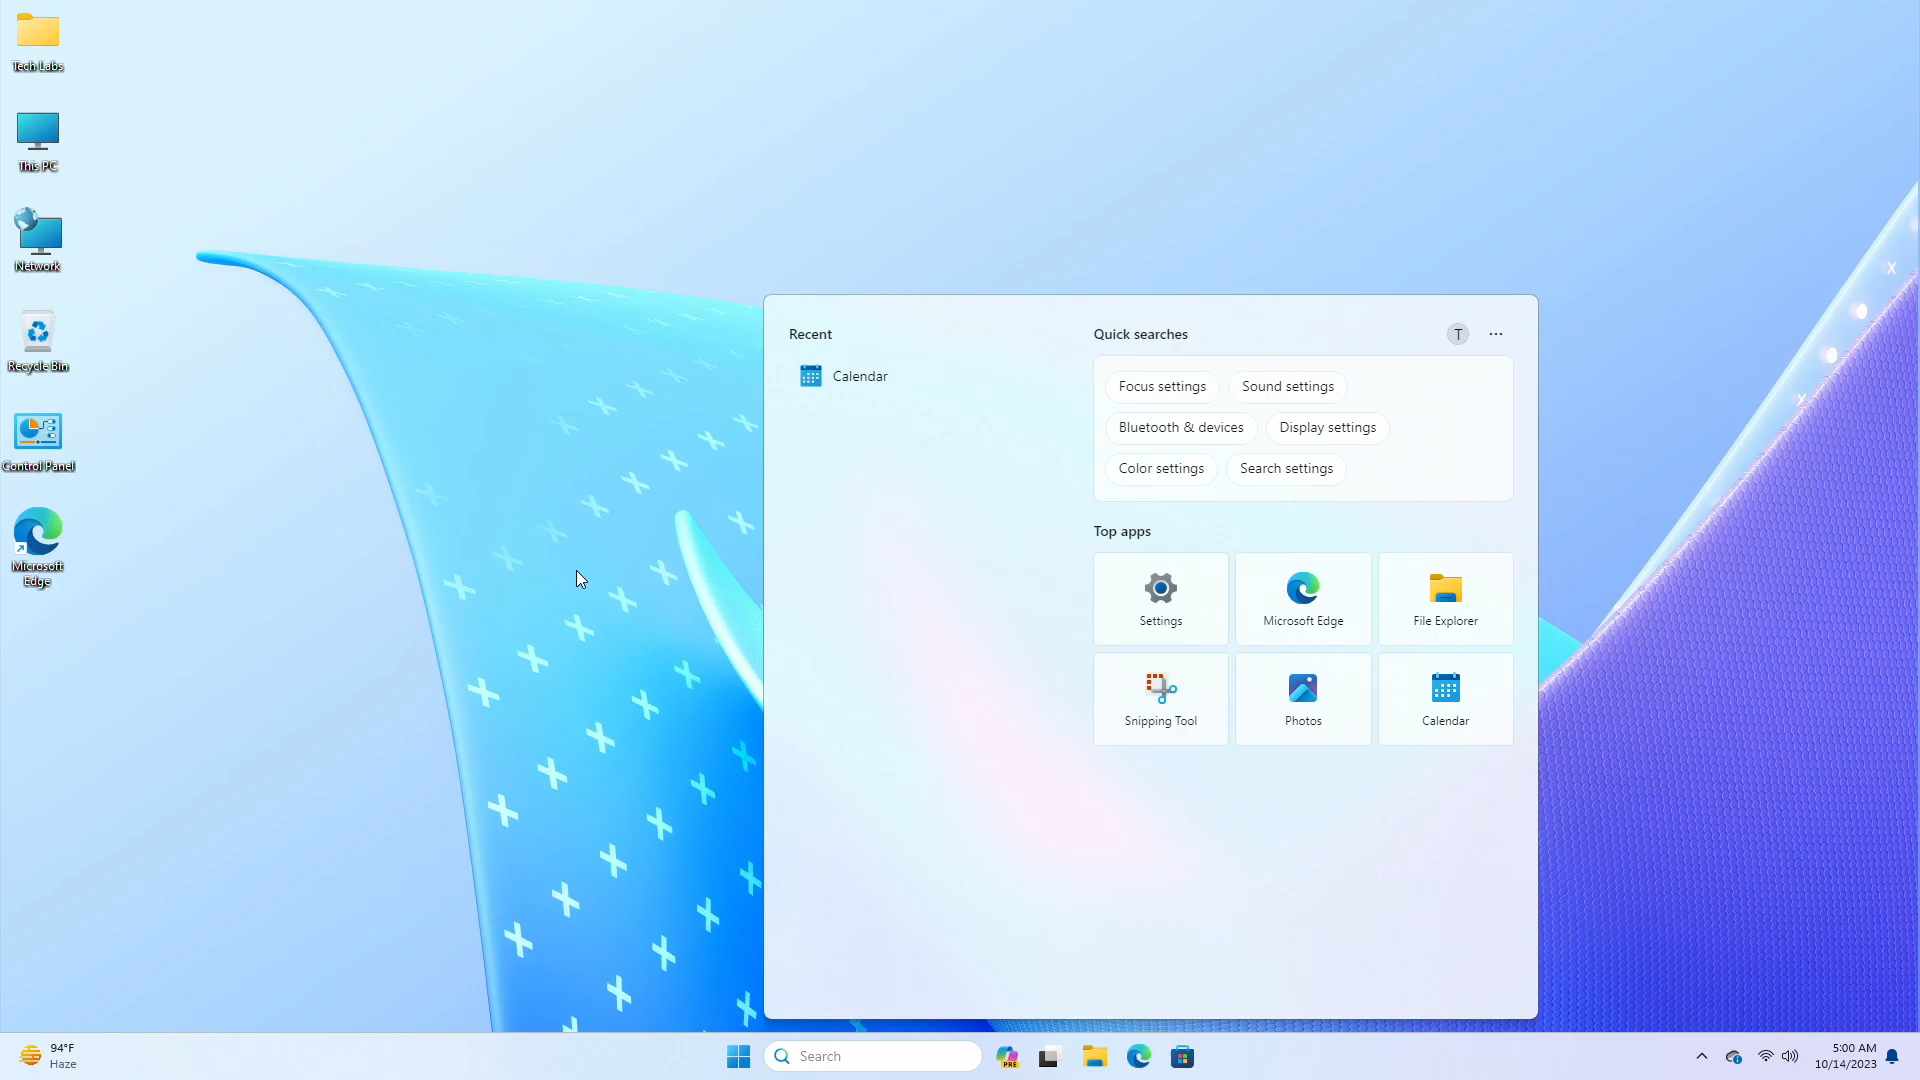 Tech Labs
This PC
Network
Recycle Bin
Control Panel
Microsoft
Edge
Recent
Calendar
Quick searches
T
Focus settings
Sound settings
Bluetooth & devices
Display settings
Color settings
Search settings
Top apps
Settings
Microsoft Edge
File Explorer
Snipping Tool
Photos
Calendar
94°F
Haze
Search
PRE
5:00 AM
10/14/2023